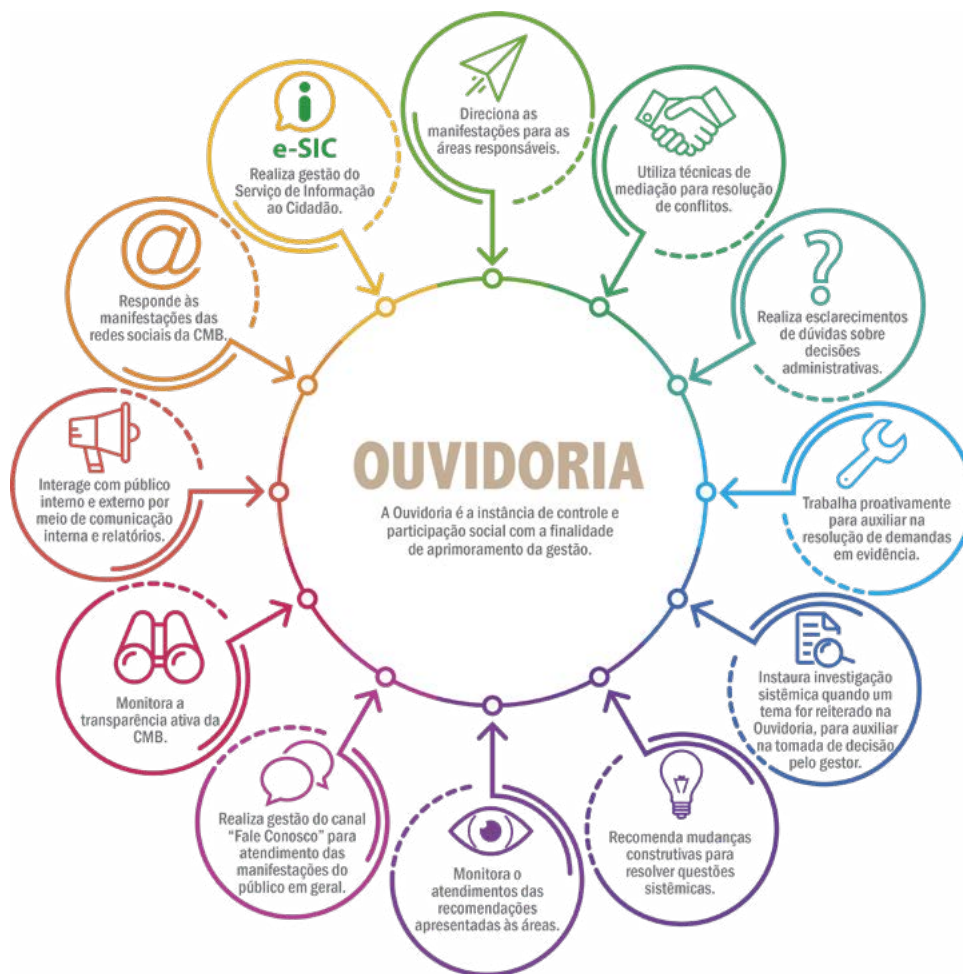 OUVIDORIA
A Ouvidoria é a instância de controle e
participação social com a finalidade
de aprimoramento da gestão.
Direciona as
manifestações para as
áreas responsáveis.
Utiliza técnicas de
mediação para resolução
de conflitos.
?
Realiza esclarecimentos
de dúvidas sobre
decisões
administrativas.
Trabalha proativamente
para auxiliar na
resolução de demandas
em evidência.
Instaura investigação
sistêmica quando um
tema for reiterado na
Ouvidoria, para auxiliar
na tomada de decisão
pelo gestor.
Recomenda mudanças
construtivas para
resolver questões
sistêmicas.
Monitora o
atendimentos das
recomendações
apresentadas às áreas.
Realiza gestão do canal
“Fale Conosco” para
atendimento das
manifestações do
público em geral.
Monitora a
transparência ativa da
CMB.
Interage com público
interno e externo por
meio de comunicação
interna e relatórios.
@
Responde às
manifestações das
redes sociais da CMB.
i
e-SIC
Realiza gestão do
Serviço de Informação
ao Cidadão.